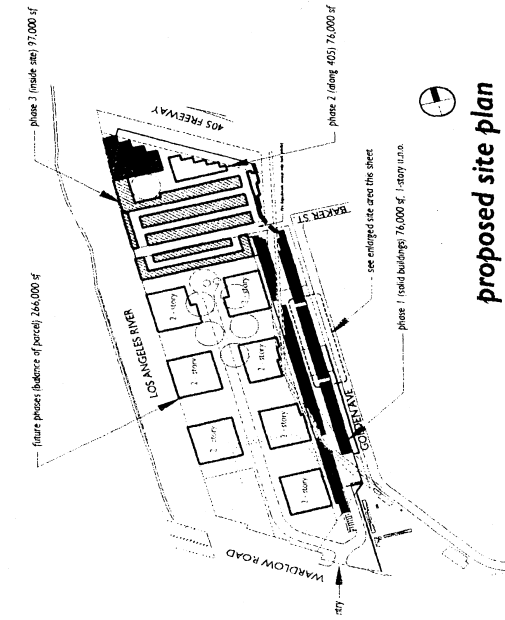 future phases (balance of parcel) 266,000 sf
phase 3 (inside site) 97,000 sf
405 FREEWAY
LOS ANGELES RIVER
2 - story
2 - story
2 - story
2 - story
2 - story
2 - story
2 - story
WARDLOW ROAD
BAKER ST
GOLDEN AVE
phase 2 (along 405) 76,000 sf
see enlarged site area this sheet
phase 1 (solid buildings) 76,000 sf, 1-story u.n.o.
proposed site plan